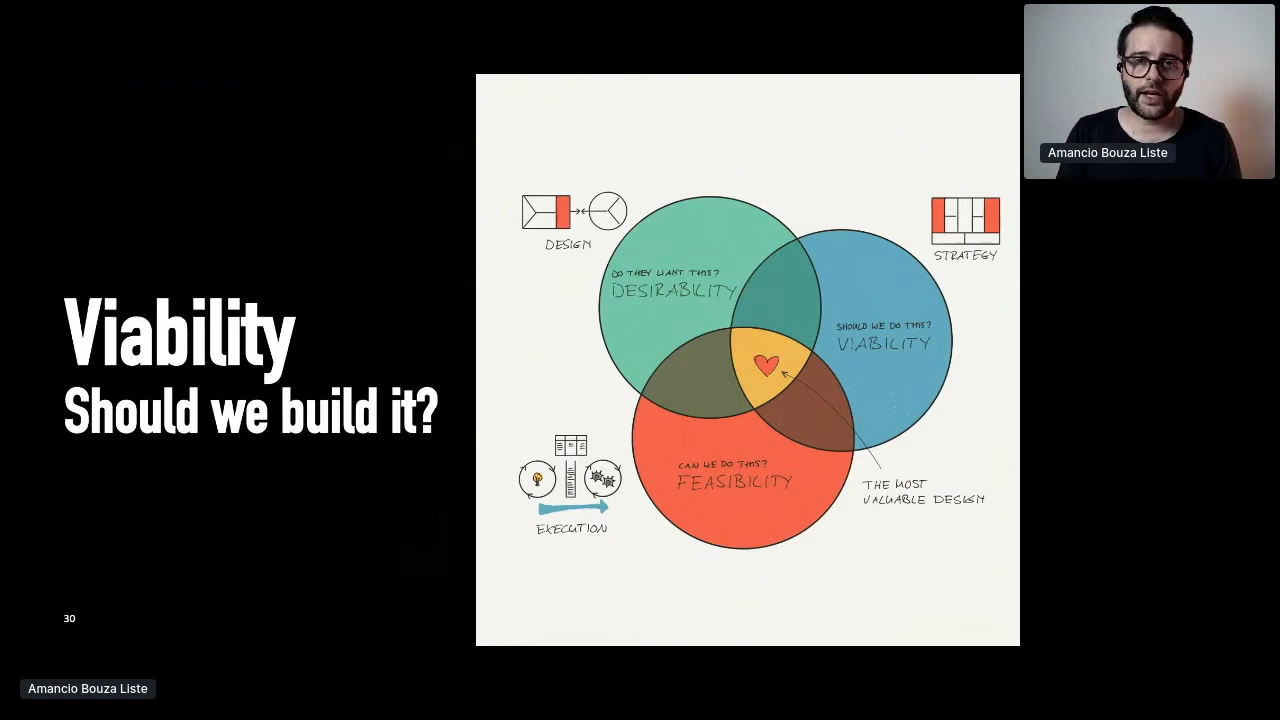 Viability
Should we build it?
30
DESIGN
DO THEY WANT THIS?
DESIRABILITY
STRATEGY
SHOULD WE DO THIS?
VIABILITY
CAN WE DO THIS?
FEASIBILITY
THE MOST
VALUABLE DESIGN
EXECUTION
Amancio Bouza Liste
Amancio Bouza Liste